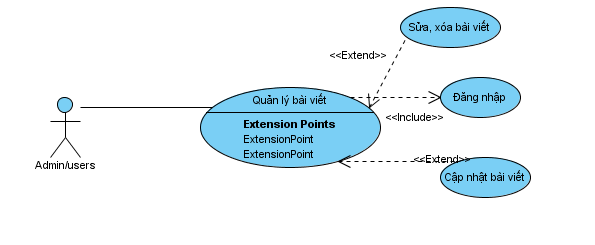 Sửa, xóa bài viết
<<Extend>>
Quản lý bài viết
Đăng nhập
<<Include>>
Extension Points
ExtensionPoint
ExtensionPoint
Admin/users
<<Extend>>
Cập nhật bài viết